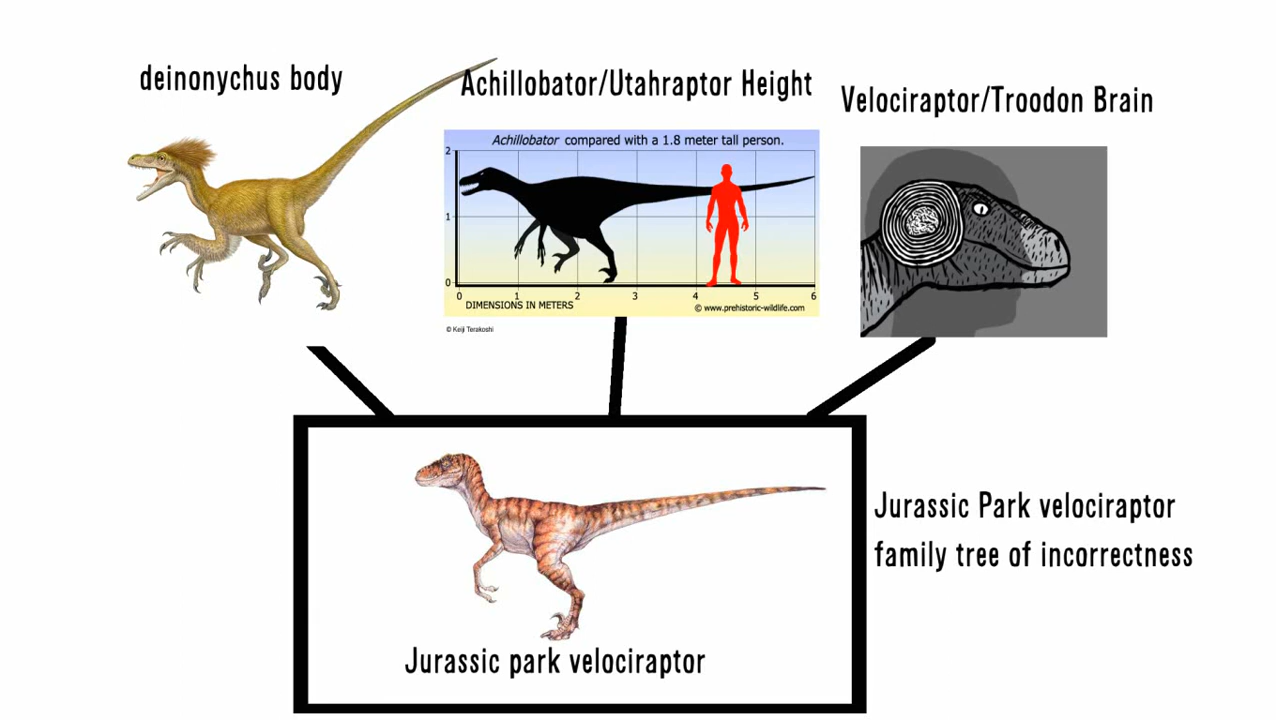 deinonychus body
Achillobator/Utahraptor Height
Velociraptor/Troodon Brain
Achillobator compared with a 1.8 meter tall person.
2
1
0
0 1 2 3 4 5 6
DIMENSIONS IN METERS
© www.prehistoric-wildlife.com
© Keiji Terakoshi
Jurassic Park velociraptor
family tree of incorrectness
Jurassic park velociraptor